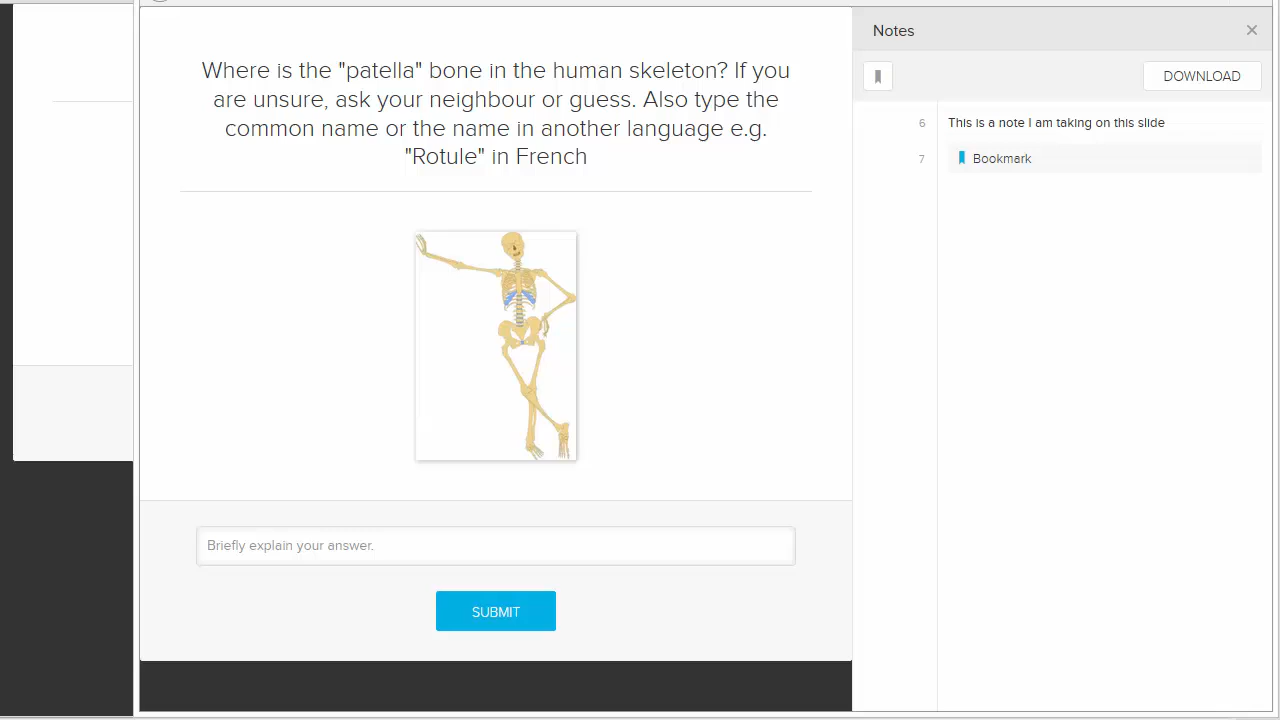 Where is the "patella" bone in the human skeleton? If you
are unsure, ask your neighbour or guess. Also type the
common name or the name in another language e.g.
"Rotule" in French
Briefly explain your answer.
SUBMIT
Notes
DOWNLOAD
6 This is a note I am taking on this slide
7 Bookmark